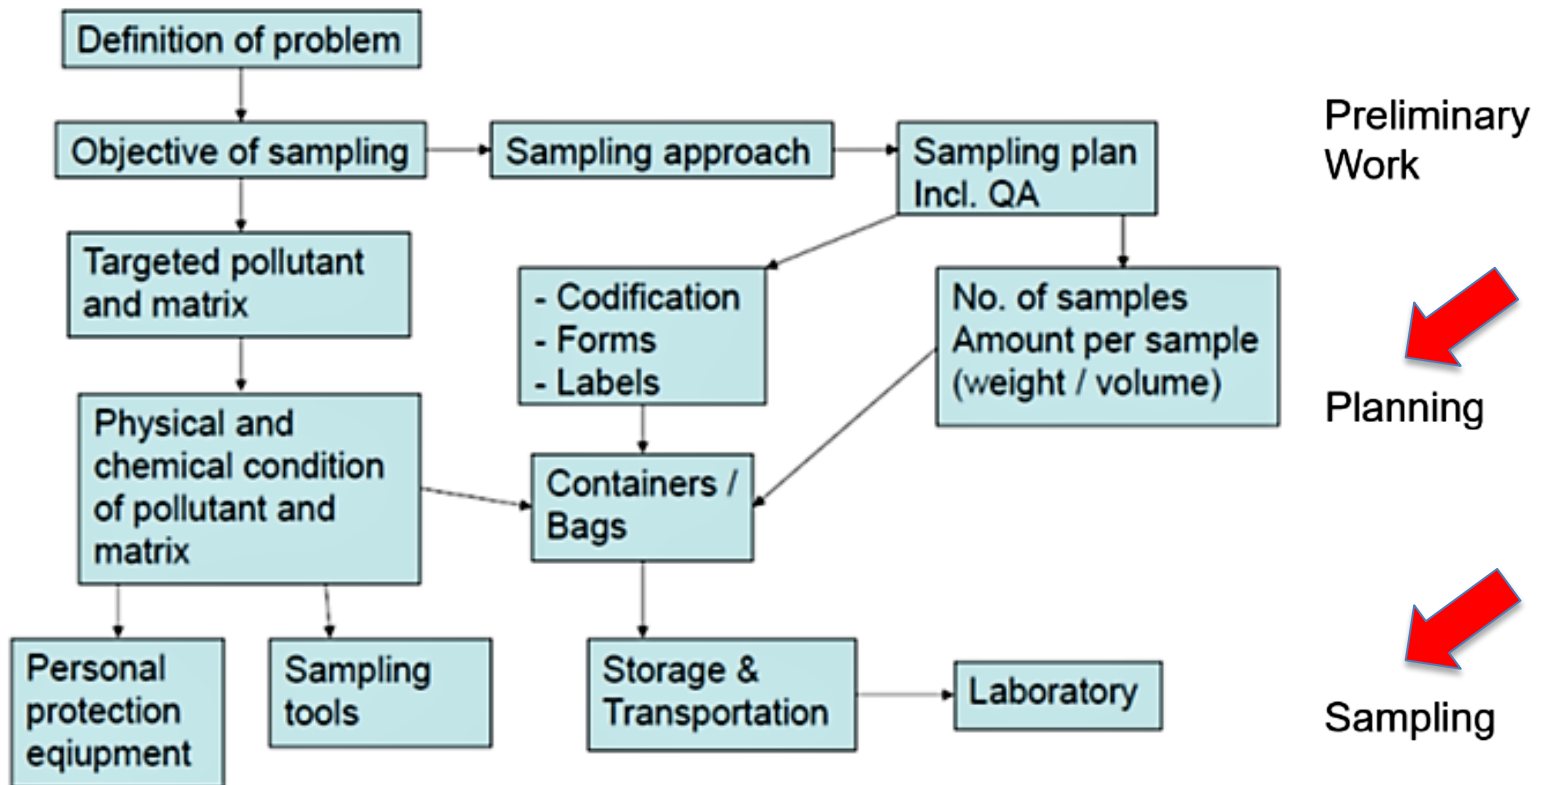 Definition of problem
Objective of sampling
Sampling approach
Sampling plan
Incl. QA
Preliminary
Work
Targeted pollutant
and matrix
- Codification
- Forms
- Labels
No. of samples
Amount per sample
(weight / volume)
Planning
Physical and
chemical condition
of pollutant and
matrix
Containers /
Bags
Personal
protection
eqiupment
Sampling
tools
Storage &
Transportation
Laboratory
Sampling